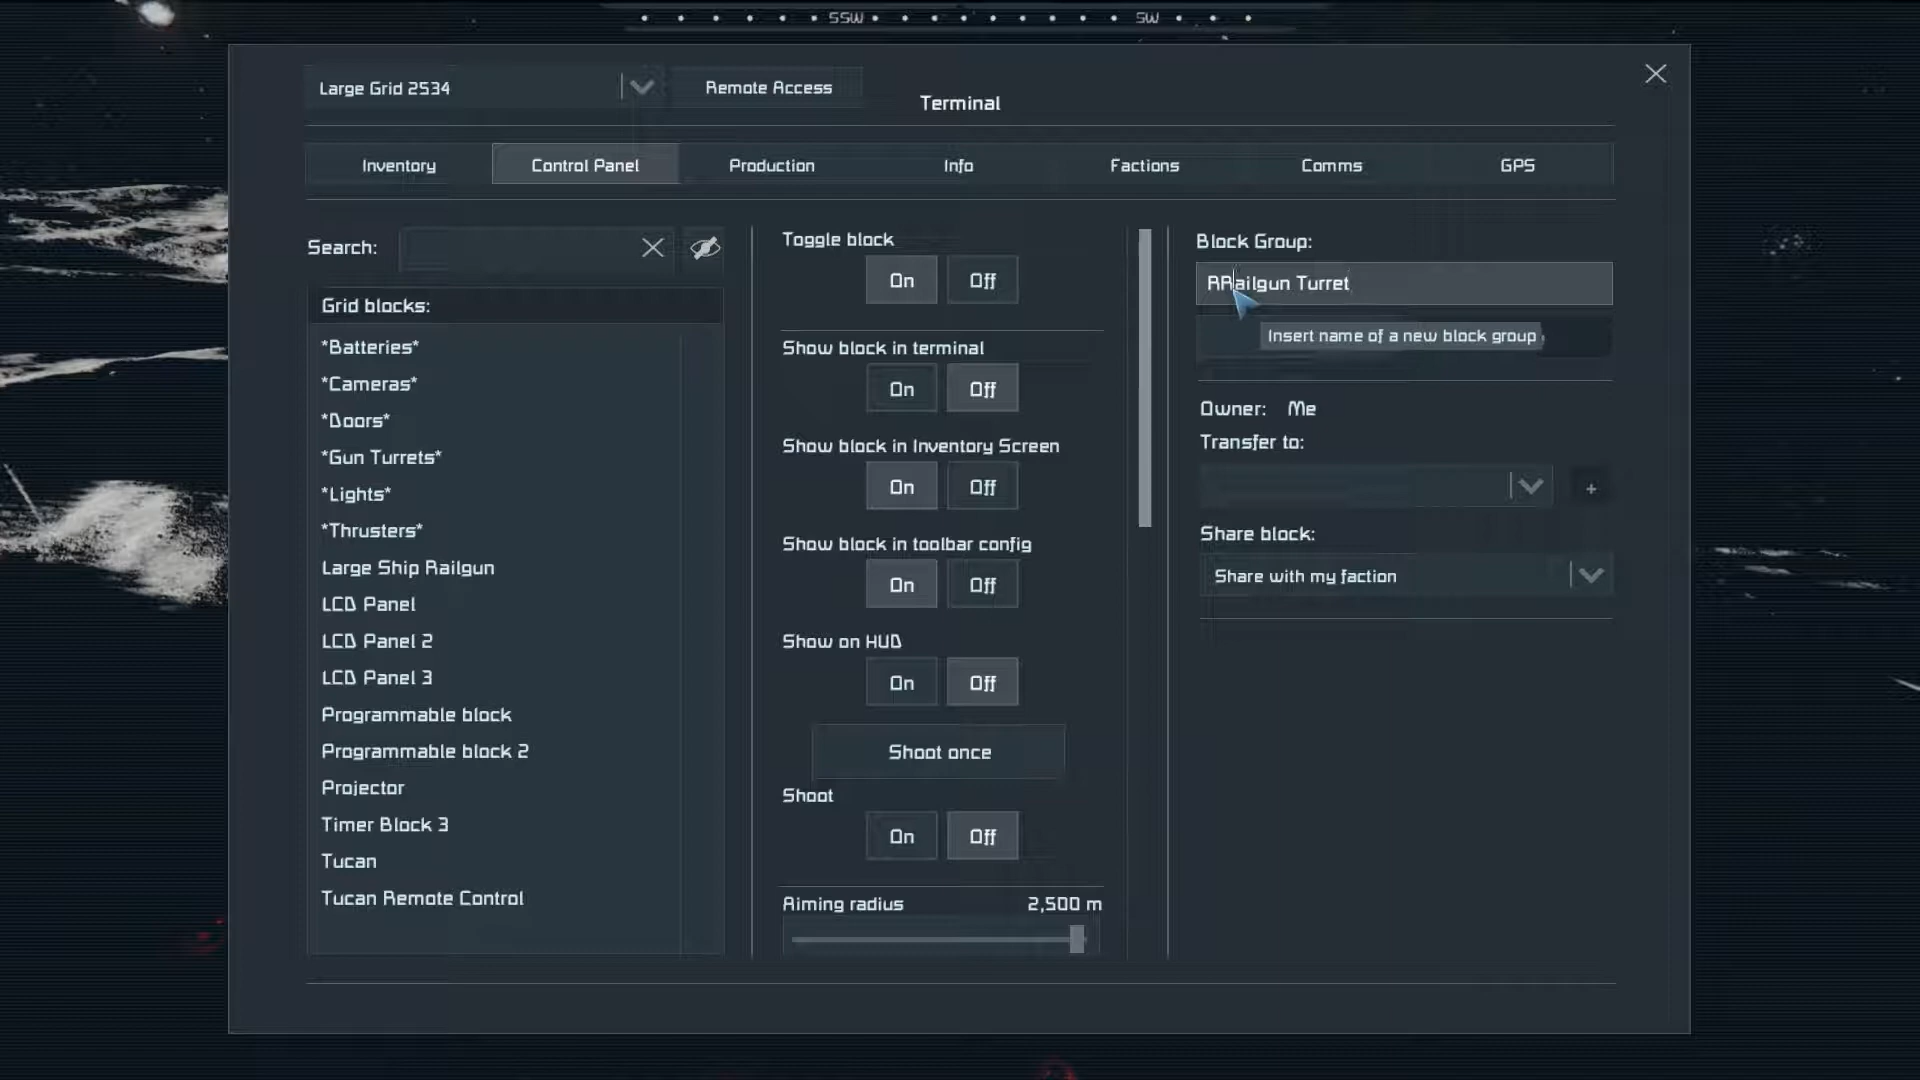 SSW SW
Large Grid 2534
Remote Access
Terminal
Inventory
Control Panel
Production
Info
Factions
Comms
GPS
Search:
Grid blocks:
*Batteries*
*Cameras*
*Doors*
*Gun Turrets*
*Lights*
*Thrusters*
Large Ship Railgun
LCD Panel
LCD Panel 2
LCD Panel 3
Programmable block
Programmable block 2
Projector
Timer Block 3
Tucan
Tucan Remote Control
Toggle block
On Off
Show block in terminal
On Off
Show block in Inventory Screen
On Off
Show block in toolbar config
On Off
Show on HUD
On Off
Shoot once
Shoot
On Off
Aiming radius 2,500 m
Block Group:
RRailgun Turret
Insert name of a new block group
Owner: Me
Transfer to:
+
Share block:
Share with my faction